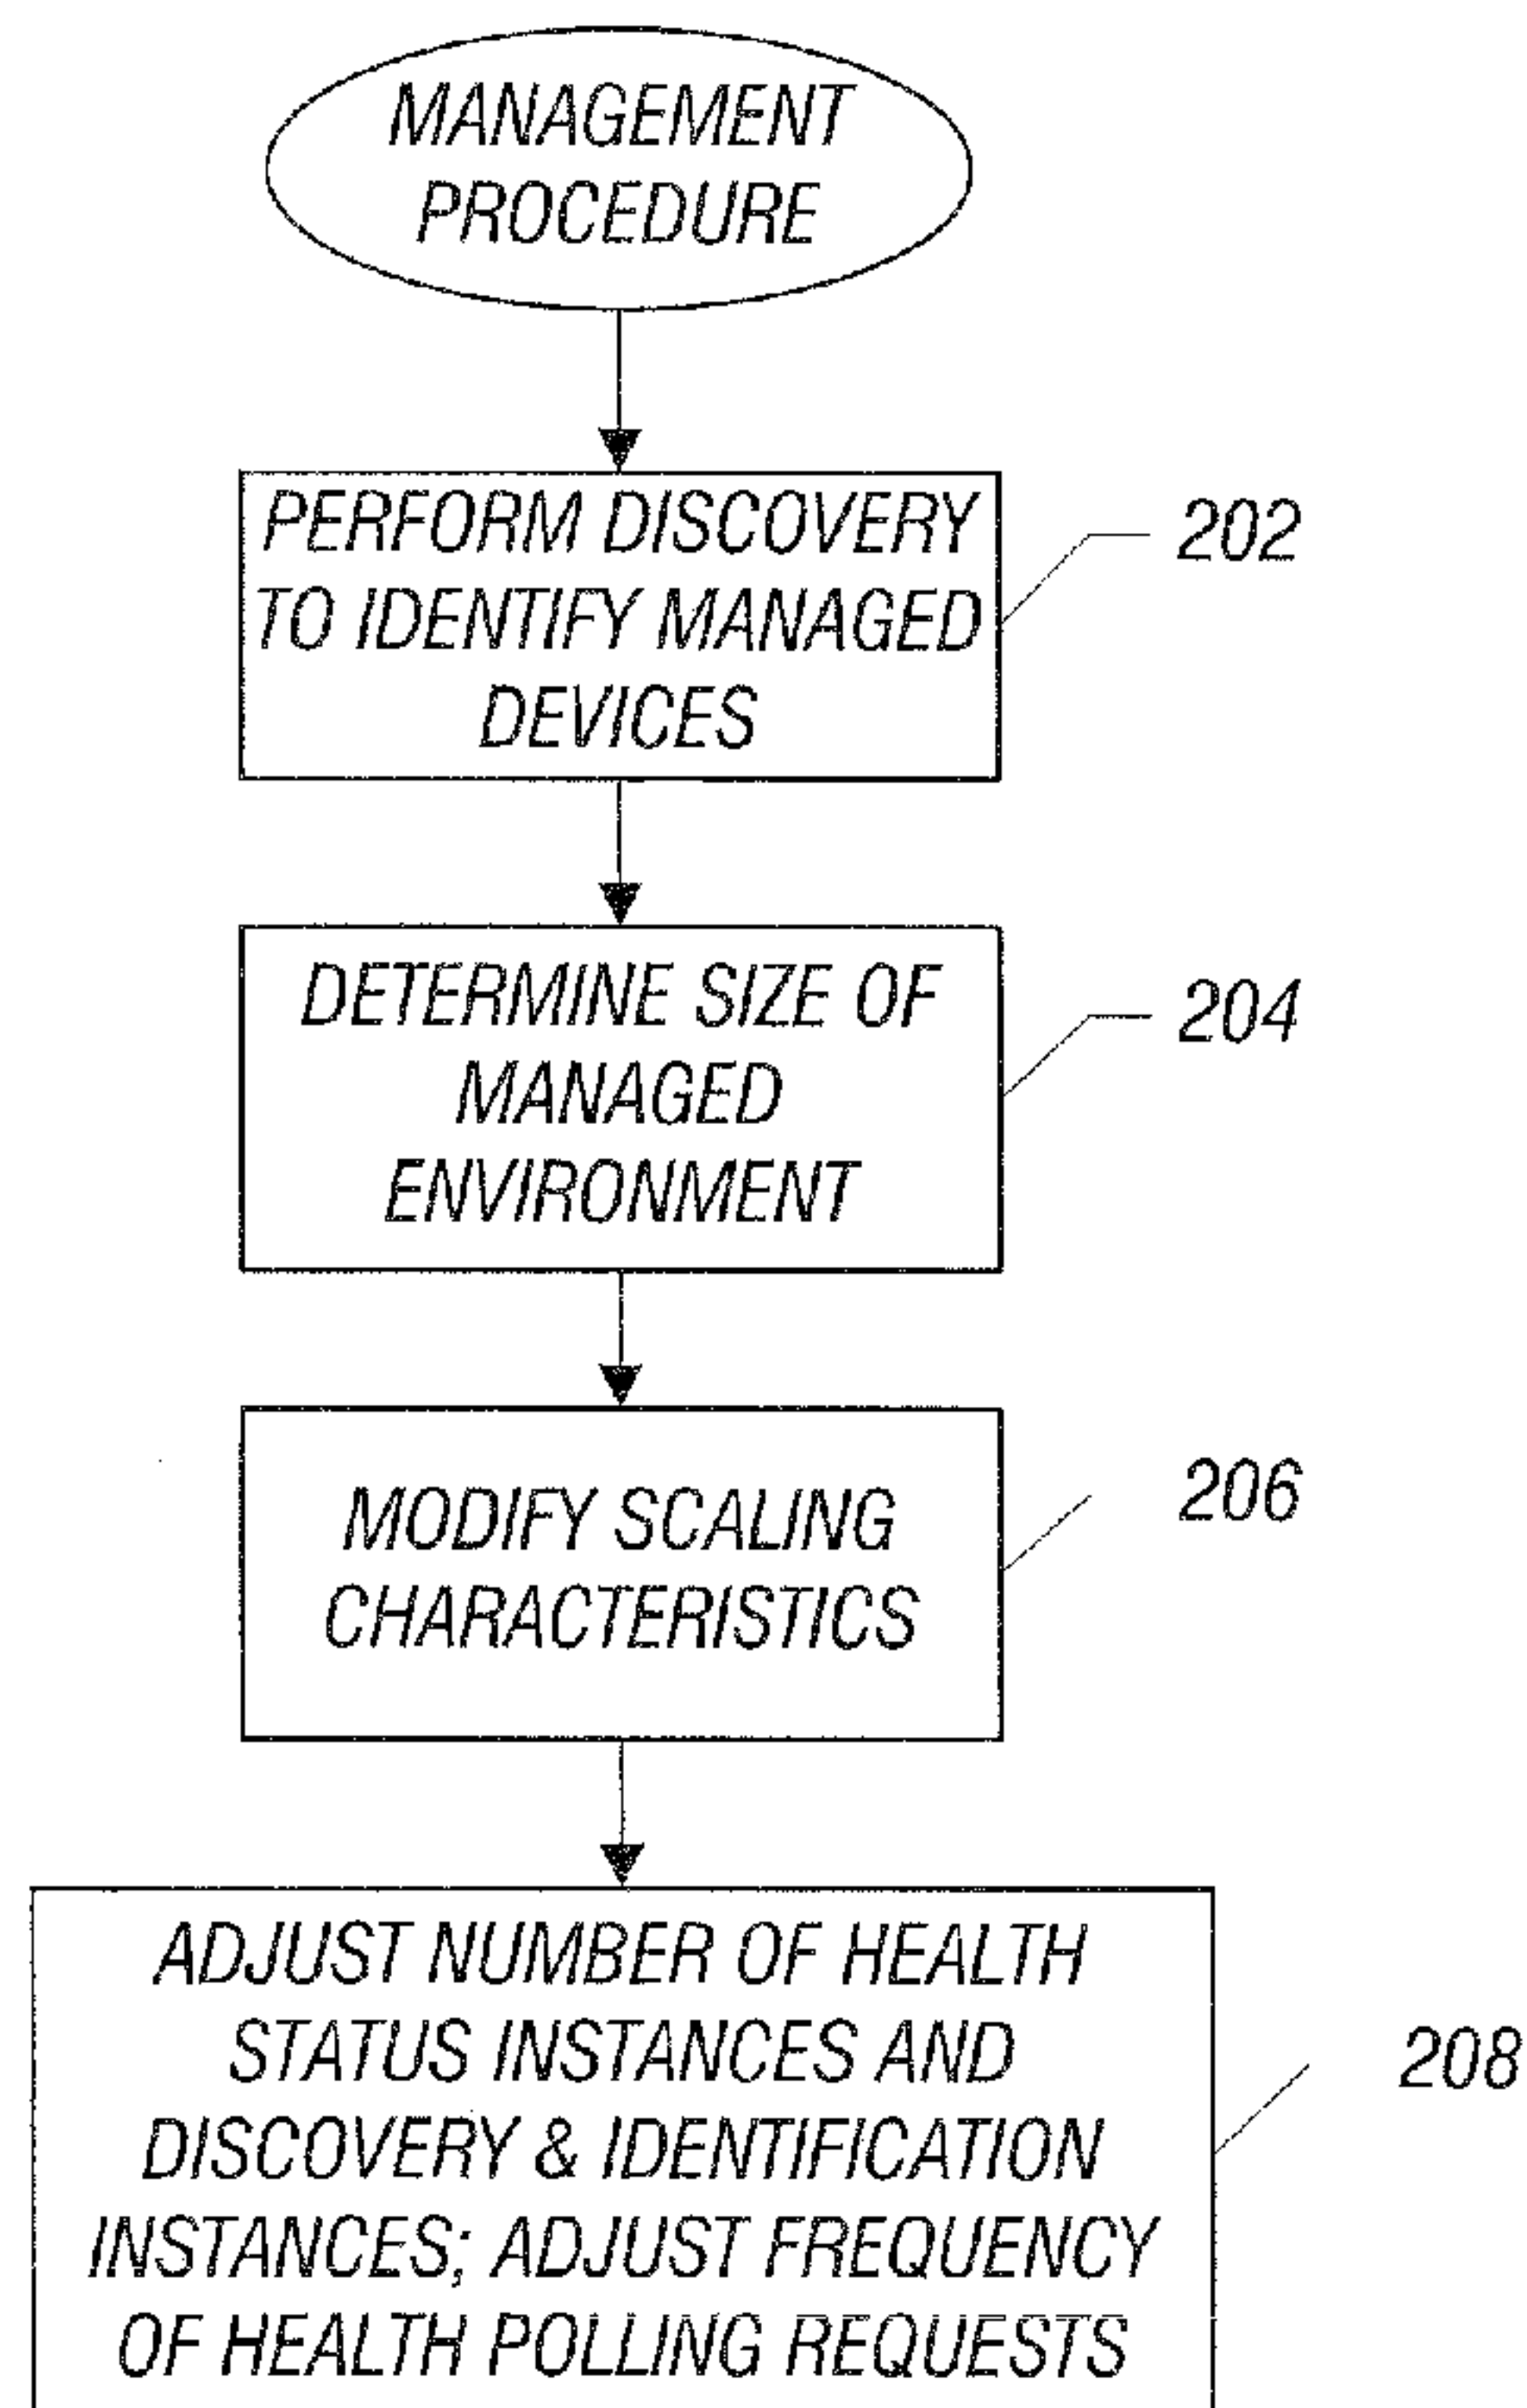 MANAGEMENT
PROCEDURE
PERFORM DISCOVERY
TO IDENTIFY MANAGED
DEVICES
202
DETERMINE SIZE OF
MANAGED
ENVIRONMENT
204
MODIFY SCALING
CHARACTERISTICS
206
ADJUST NUMBER OF HEALTH
STATUS INSTANCES AND
DISCOVERY & IDENTIFICATION
INSTANCES; ADJUST FREQUENCY
OF HEALTH POLLING REQUESTS
208